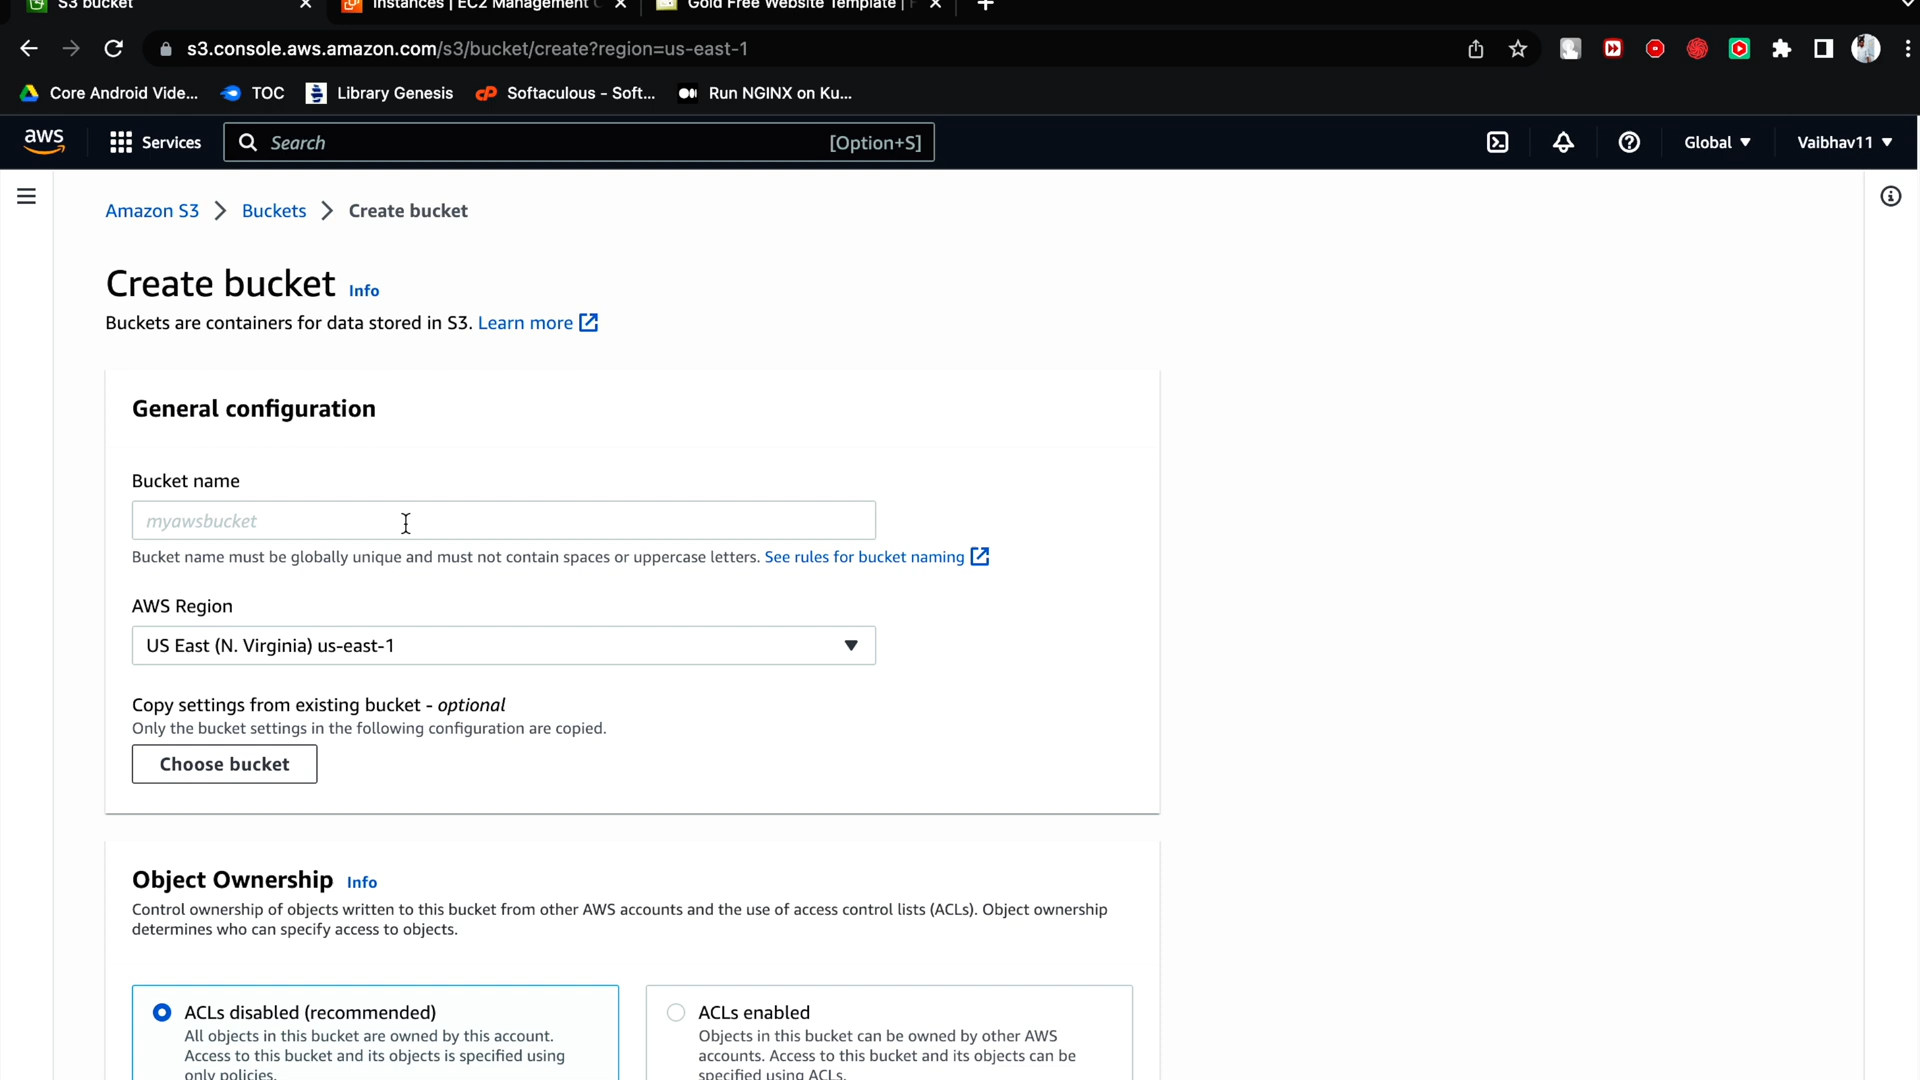 S3 bucket
Instances | EC2 Management C
Gold Free Website Template |
s3.console.aws.amazon.com/s3/bucket/create?region=us-east-1
Core Android Vide...
TOC
Library Genesis
Softaculous - Soft...
Run NGINX on Ku...
aws
Services
Search
[Option+S]
Global
Vaibhav11
Amazon S3
Buckets
Create bucket
Create bucket Info
Buckets are containers for data stored in S3. Learn more
General configuration
Bucket name
myawsbucket
Bucket name must be globally unique and must not contain spaces or uppercase letters. See rules for bucket naming
AWS Region
US East (N. Virginia) us-east-1
Copy settings from existing bucket - optional
Only the bucket settings in the following configuration are copied.
Choose bucket
Object Ownership Info
Control ownership of objects written to this bucket from other AWS accounts and the use of access control lists (ACLs). Object ownership
determines who can specify access to objects.
ACLs disabled (recommended)
All objects in this bucket are owned by this account.
Access to this bucket and its objects is specified using
only policies.
ACLs enabled
Objects in this bucket can be owned by other AWS
accounts. Access to this bucket and its objects can be
specified using ACLs.